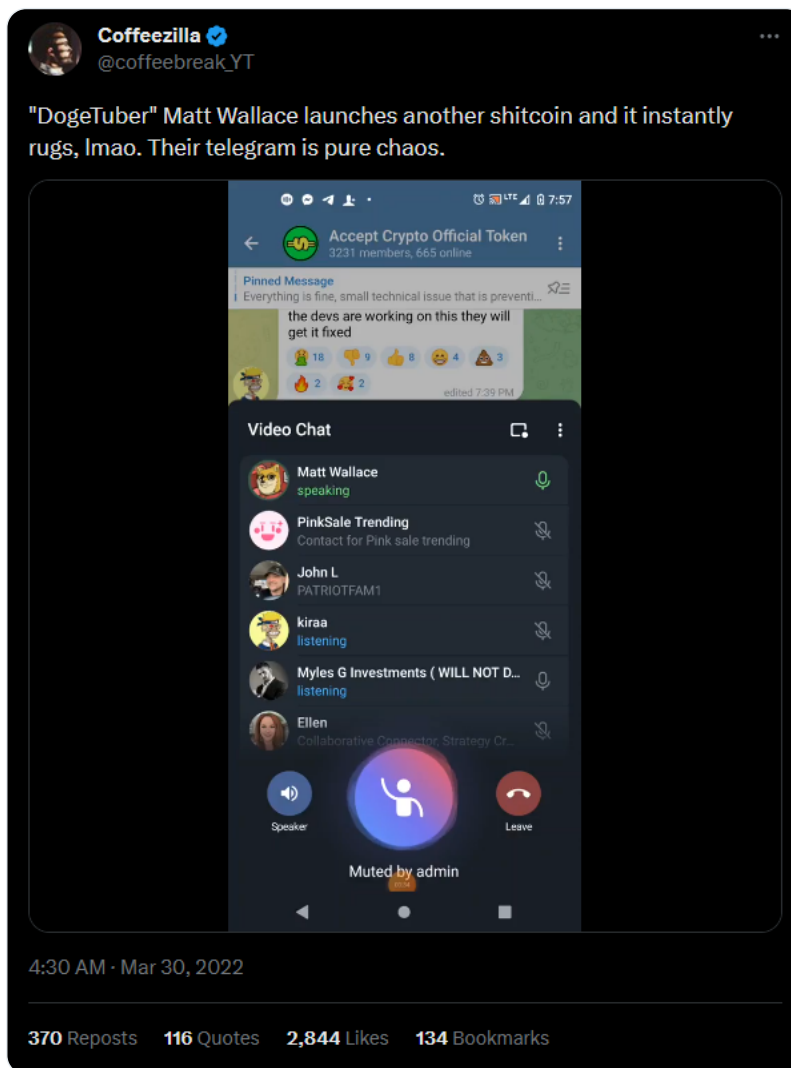 Coffeezilla
@coffeebreak_YT
"DogeTuber" Matt Wallace launches another shitcoin and it instantly
rugs, lmao. Their telegram is pure chaos.
LTE 7:57
Accept Crypto Official Token
3231 members, 665 online
Pinned Message
Everything is fine, small technical issue that is preventi...
the devs are working on this they will
get it fixed
18 9 8 4 3
2 2
edited 7:39 PM
Video Chat
Matt Wallace
speaking
PinkSale Trending
Contact for Pink sale trending
John L
PATRIOTFAM1
kiraa
listening
Myles G Investments ( WILL NOT D...
listening
Ellen
Collaborative Connector, Strategy Cr...
Speaker
Leave
Muted by admin
4:30 AM · Mar 30, 2022
370 Reposts 116 Quotes 2,844 Likes 134 Bookmarks